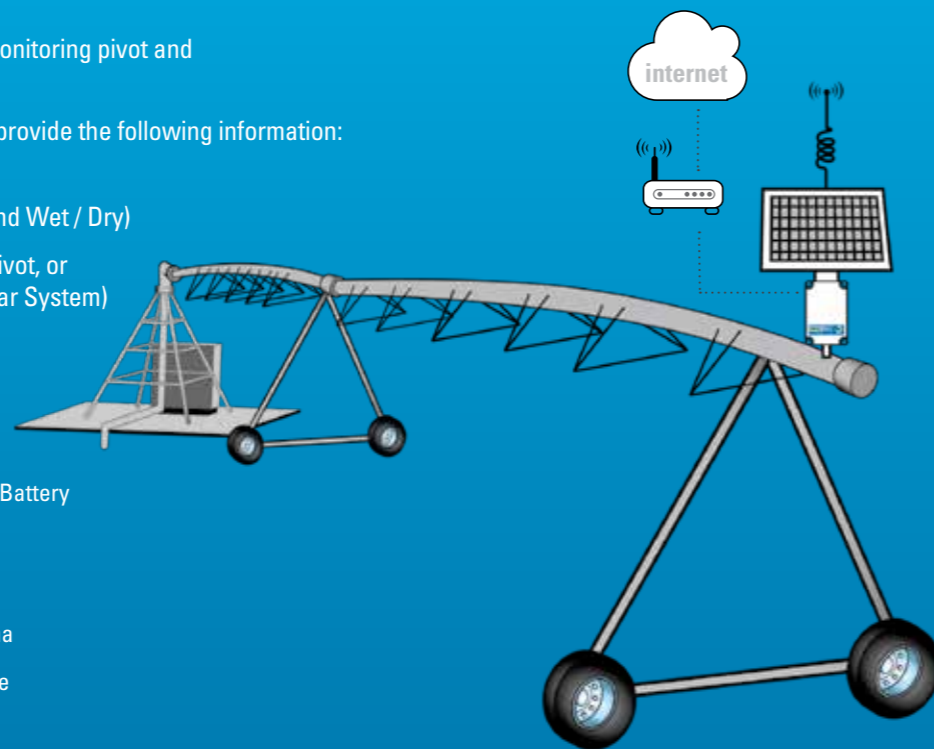 onitoring pivot and
internet
provide the following information:
nd Wet / Dry)
ivot, or
ar System)
Battery
a
e